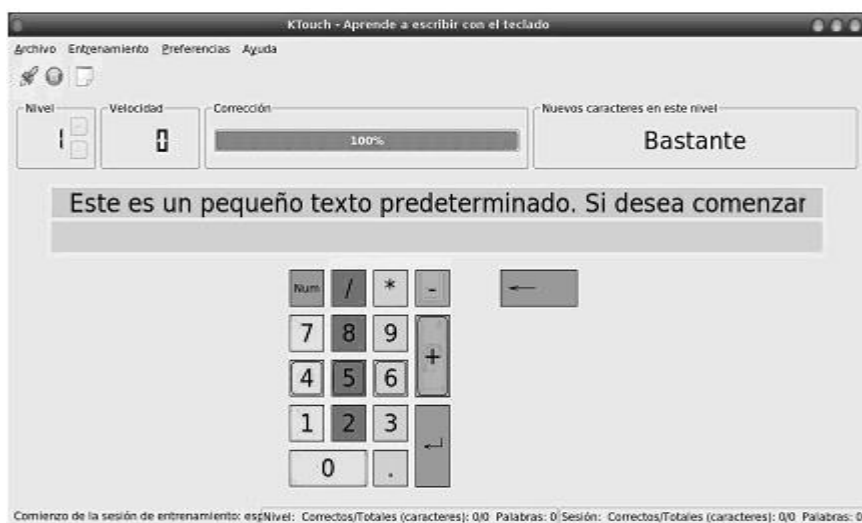 KTouch - Aprende a escribir con el teclado
Archivo Entrenamiento Preferencias Ayuda
Nivel Velocidad Corrección Nuevos caracteres en este nivel
1 0 100% Bastante
Este es un pequeño texto predeterminado. Si desea comenzar
Num / * - ←
7 8 9 +
4 5 6
1 2 3
0 .
Comienzo de la sesión de entrenamiento: esp Nivel: Correctos/Totales (caracteres): 0/0 Palabras: 0 Sesión: Correctos/Totales (caracteres): 0/0 Palabras: 0